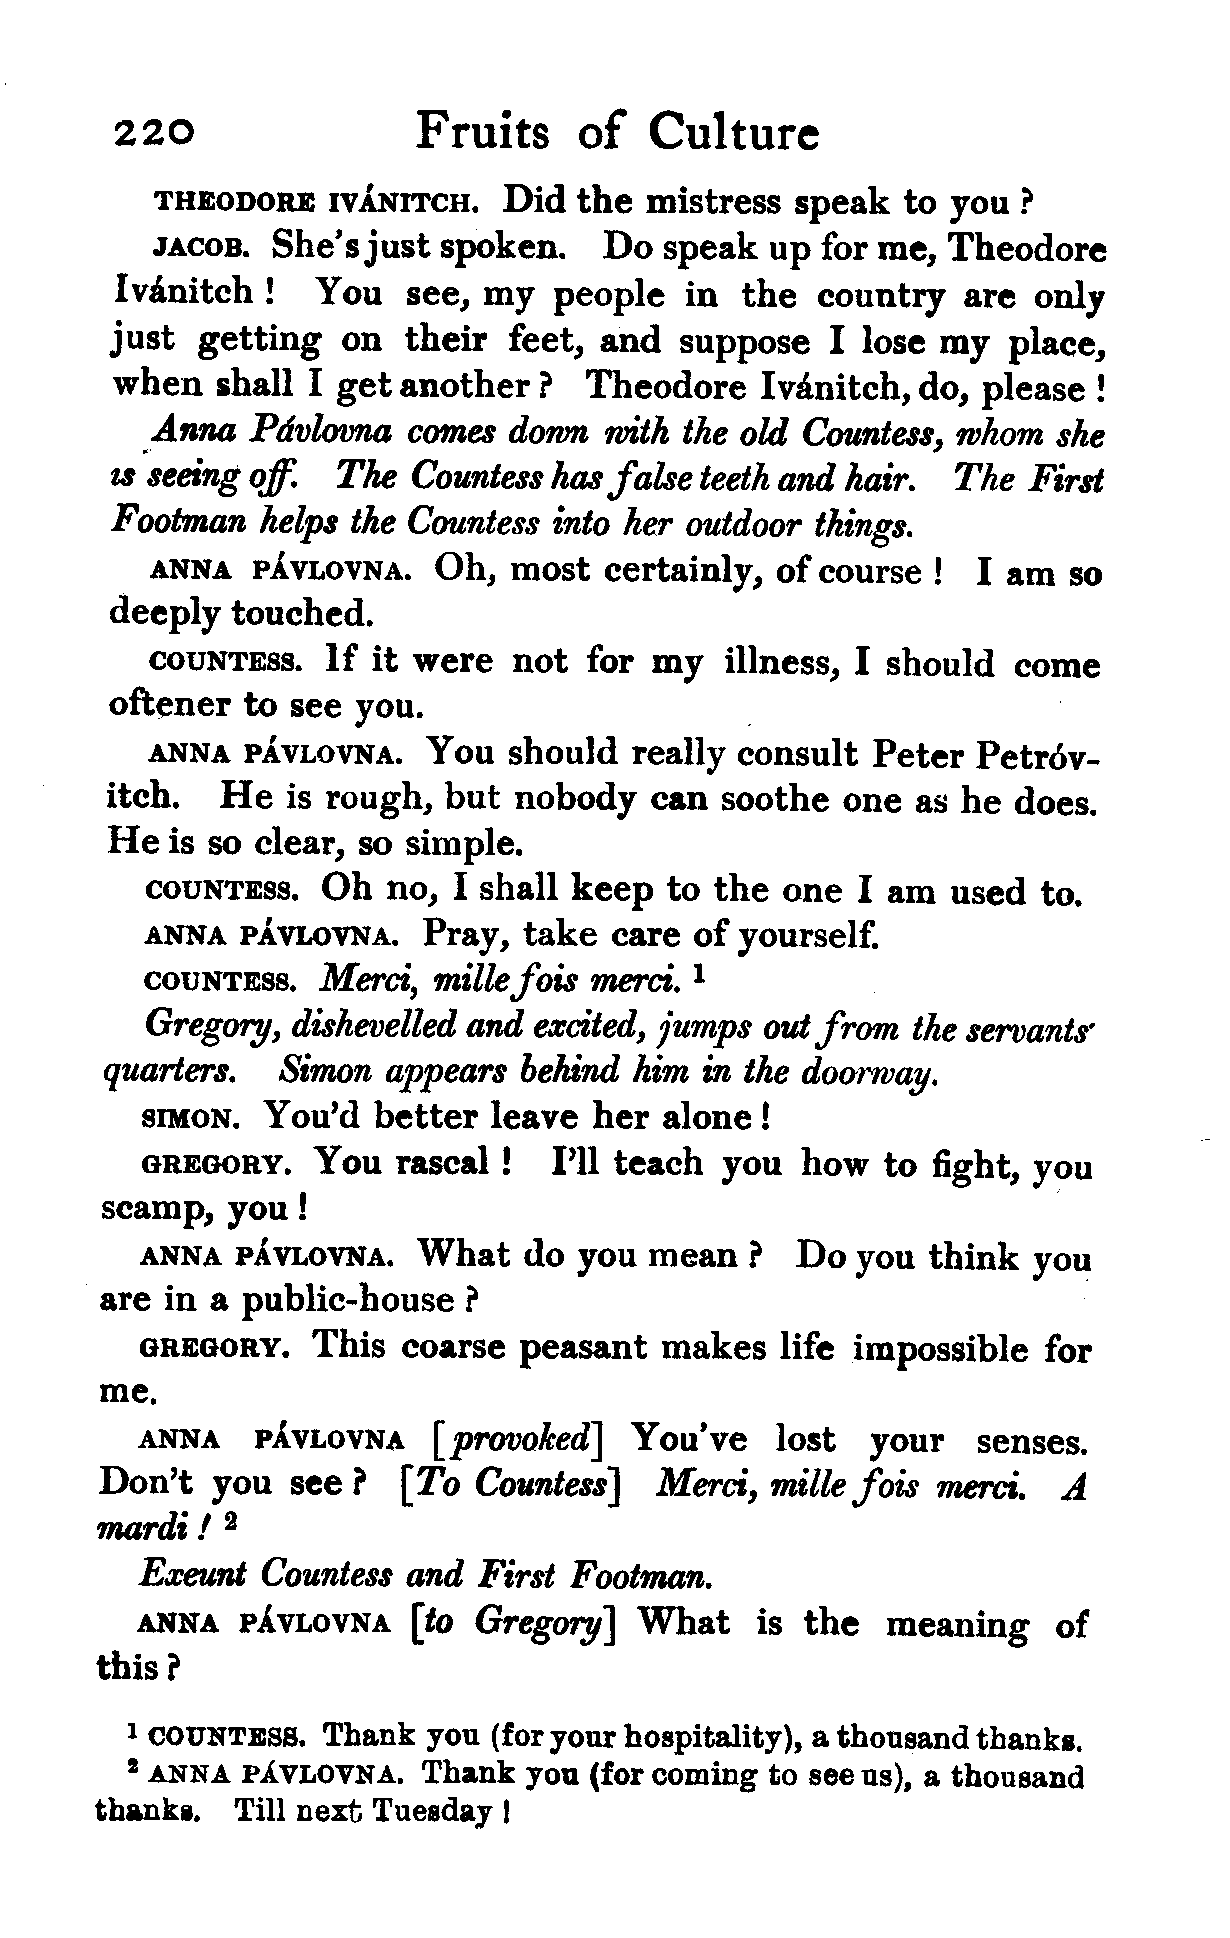 220 Fruits of Culture
THEODORE IVÁNITCH. Did the mistress speak to you ?
JACOB. She's just spoken. Do speak up for me, Theodore
Ivánitch ! You see, my people in the country are only
just getting on their feet, and suppose I lose my place,
when shall I get another ? Theodore Ivánitch, do, please !
Anna Pávlovna comes down with the old Countess, whom she
is seeing off. The Countess has false teeth and hair. The First
Footman helps the Countess into her outdoor things.
ANNA PÁVLOVNA. Oh, most certainly, of course ! I am so
deeply touched.
COUNTESS. If it were not for my illness, I should come
oftener to see you.
ANNA PÁVLOVNA. You should really consult Peter Petróv-
itch. He is rough, but nobody can soothe one as he does.
He is so clear, so simple.
COUNTESS. Oh no, I shall keep to the one I am used to.
ANNA PÁVLOVNA. Pray, take care of yourself.
COUNTESS. Merci, mille fois merci. 1
Gregory, dishevelled and excited, jumps out from the servants'
quarters. Simon appears behind him in the doorway.
SIMON. You'd better leave her alone !
GREGORY. You rascal ! I'll teach you how to fight, you
scamp, you !
ANNA PÁVLOVNA. What do you mean ? Do you think you
are in a public-house ?
GREGORY. This coarse peasant makes life impossible for
me.
ANNA PÁVLOVNA [provoked] You've lost your senses.
Don't you see ? [To Countess] Merci, mille fois merci. A
mardi ! 2
Exeunt Countess and First Footman.
ANNA PÁVLOVNA [to Gregory] What is the meaning of
this ?
1 COUNTESS. Thank you (for your hospitality), a thousand thanks.
2 ANNA PÁVLOVNA. Thank you (for coming to see us), a thousand
thanks. Till next Tuesday !